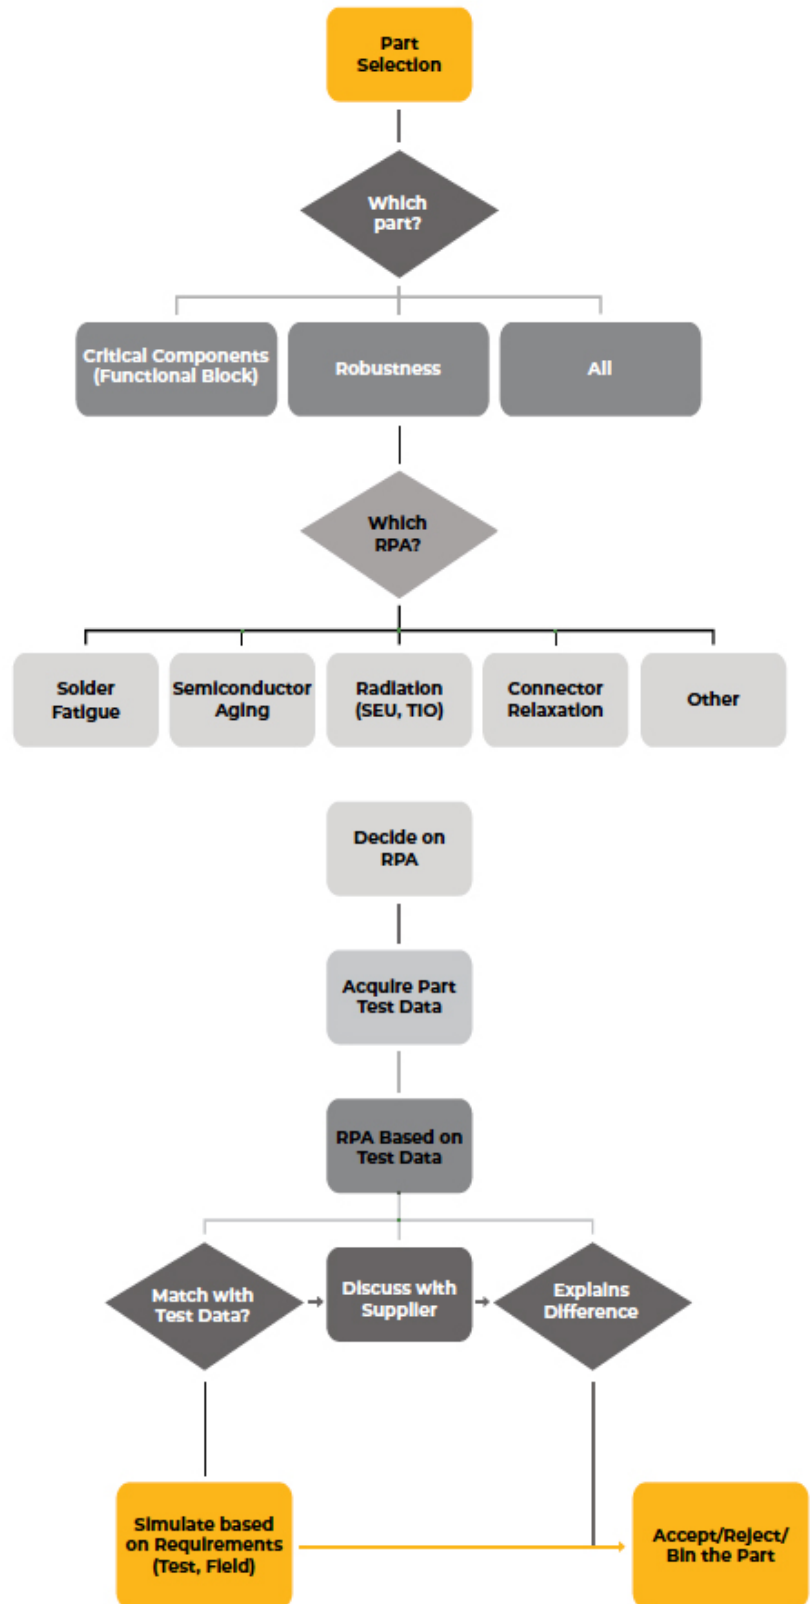 Part
Selection
Which
part?
Critical Components
(Functional Block)
Robustness
All
Which
RPA?
Solder
Fatigue
Semiconductor
Aging
Radiation
(SEU, TIO)
Connector
Relaxation
Other
Decide on
RPA
Acquire Part
Test Data
RPA Based on
Test Data
Match with
Test Data?
Discuss with
Supplier
Explains
Difference
Simulate based
on Requirements
(Test, Field)
Accept/Reject/
Bin the Part